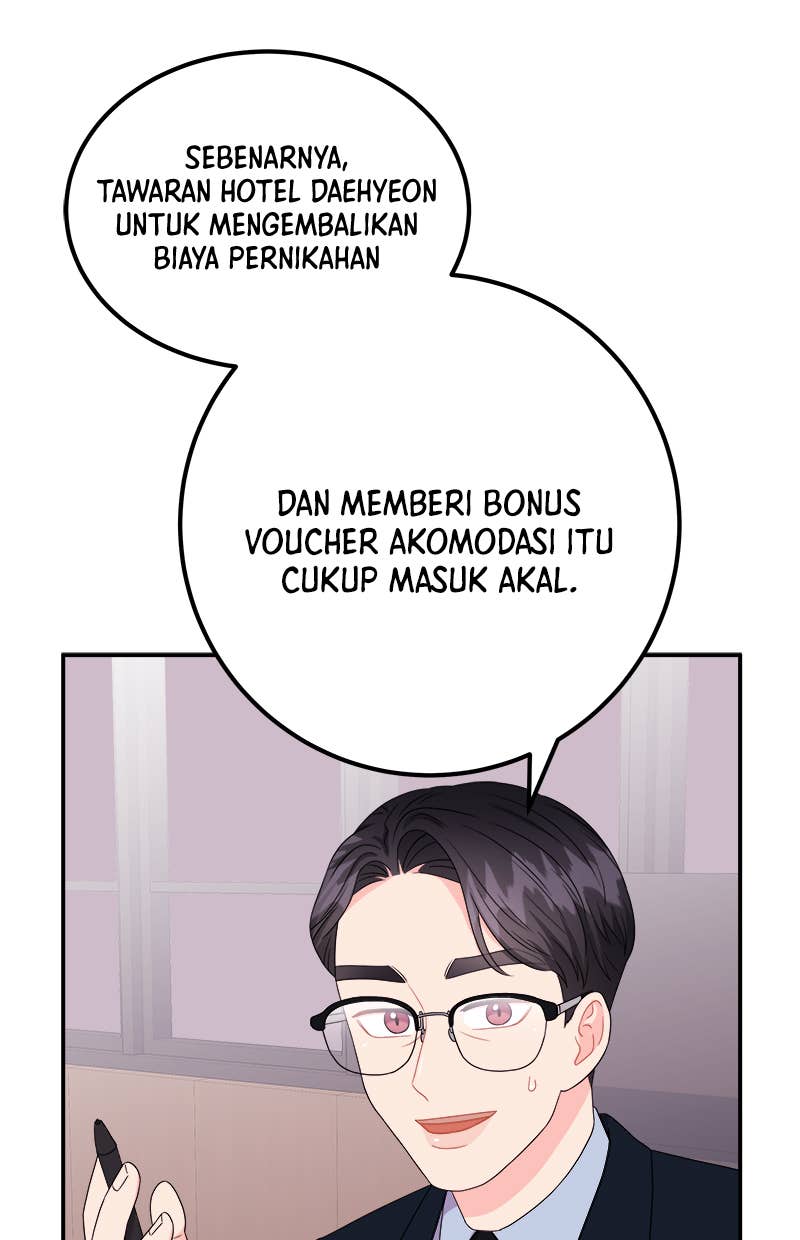 SEBENARNYA,
TAWARAN HOTEL DAEHYEON
UNTUK MENGEMBALIKAN
BIAYA PERNIKAHAN
DAN MEMBERI BONUS
VOUCHER AKOMODASI ITU
CUKUP MASUK AKAL.